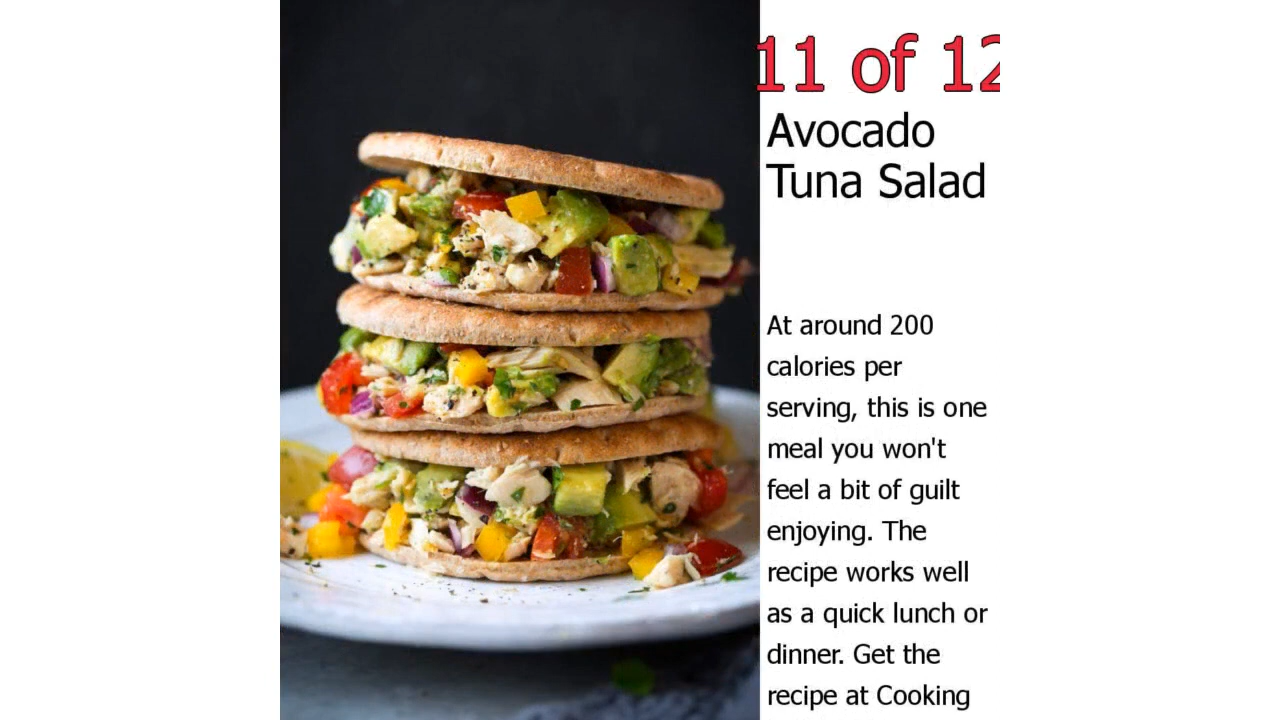 11 of 12
Avocado
Tuna Salad
At around 200
calories per
serving, this is one
meal you won't
feel a bit of guilt
enjoying. The
recipe works well
as a quick lunch or
dinner. Get the
recipe at Cooking